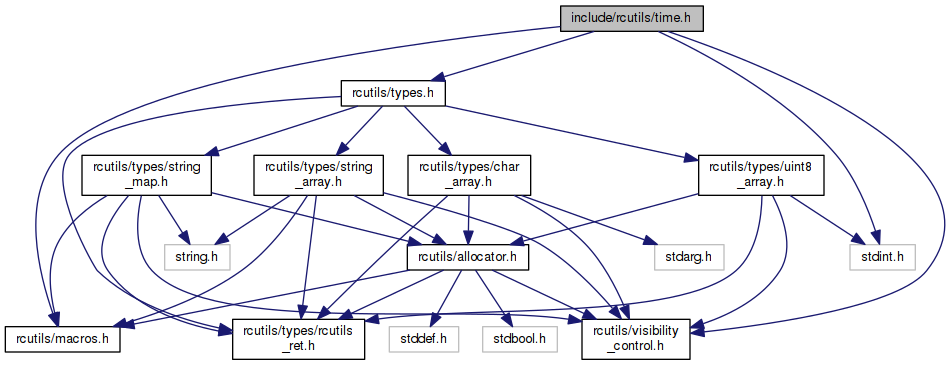 include/rcutils/time.h
rcutils/types.h
rcutils/types/string
_map.h
rcutils/types/string
_array.h
rcutils/types/char
_array.h
rcutils/types/uint8
_array.h
string.h
rcutils/allocator.h
stdarg.h
stdint.h
rcutils/macros.h
rcutils/types/rcutils
_ret.h
stddef.h
stdbool.h
rcutils/visibility
_control.h